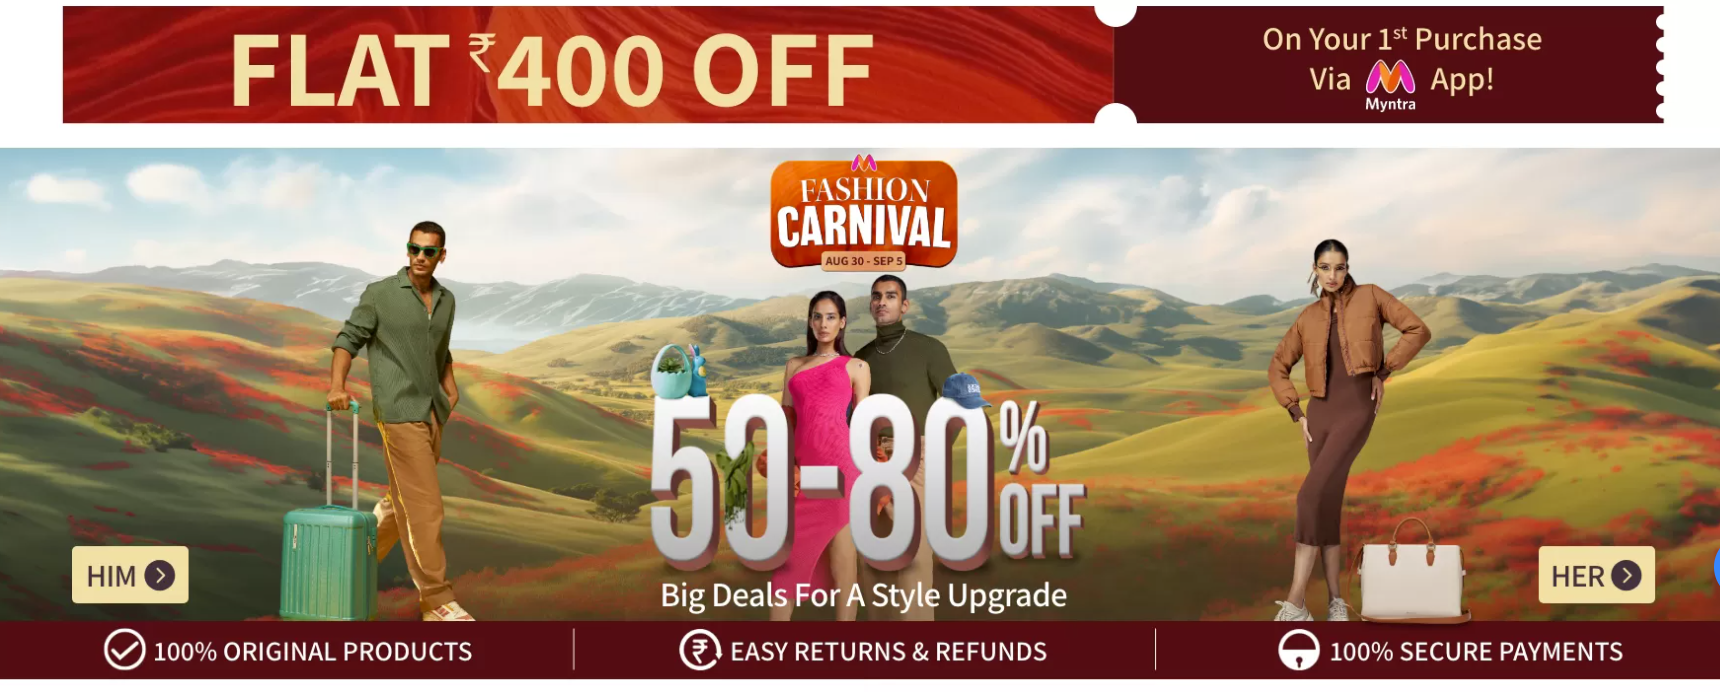 FLAT ₹400 OFF
On Your 1st Purchase
Via Myntra App!
FASHION
CARNIVAL
AUG 30 - SEP 5
50-80% OFF
Big Deals For A Style Upgrade
HIM
HER
100% ORIGINAL PRODUCTS
EASY RETURNS & REFUNDS
100% SECURE PAYMENTS